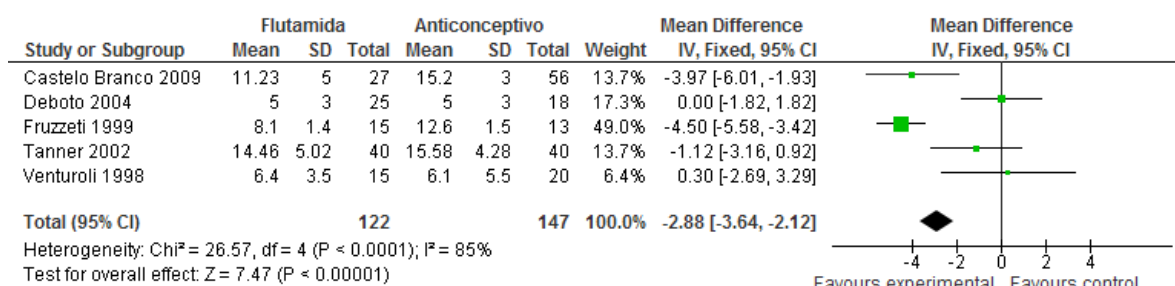 Flutamida Anticonceptivo Mean Difference Mean Difference
Study or Subgroup Mean SD Total Mean SD Total Weight IV, Fixed, 95% CI IV, Fixed, 95% CI
Castelo Branco 2009 11.23 5 27 15.2 3 56 13.7% -3.97 [-6.01, -1.93]
Deboto 2004 5 3 25 5 3 18 17.3% 0.00 [-1.82, 1.82]
Fruzzeti 1999 8.1 1.4 15 12.6 1.5 13 49.0% -4.50 [-5.58, -3.42]
Tanner 2002 14.46 5.02 40 15.58 4.28 40 13.7% -1.12 [-3.16, 0.92]
Venturoli 1998 6.4 3.5 15 6.1 5.5 20 6.4% 0.30 [-2.69, 3.29]
Total (95% CI) 122 147 100.0% -2.88 [-3.64, -2.12]
Heterogeneity: Chi² = 26.57, df = 4 (P < 0.0001); I² = 85%
Test for overall effect: Z = 7.47 (P < 0.00001)
-4 -2 0 2 4
Favours experimental Favours control